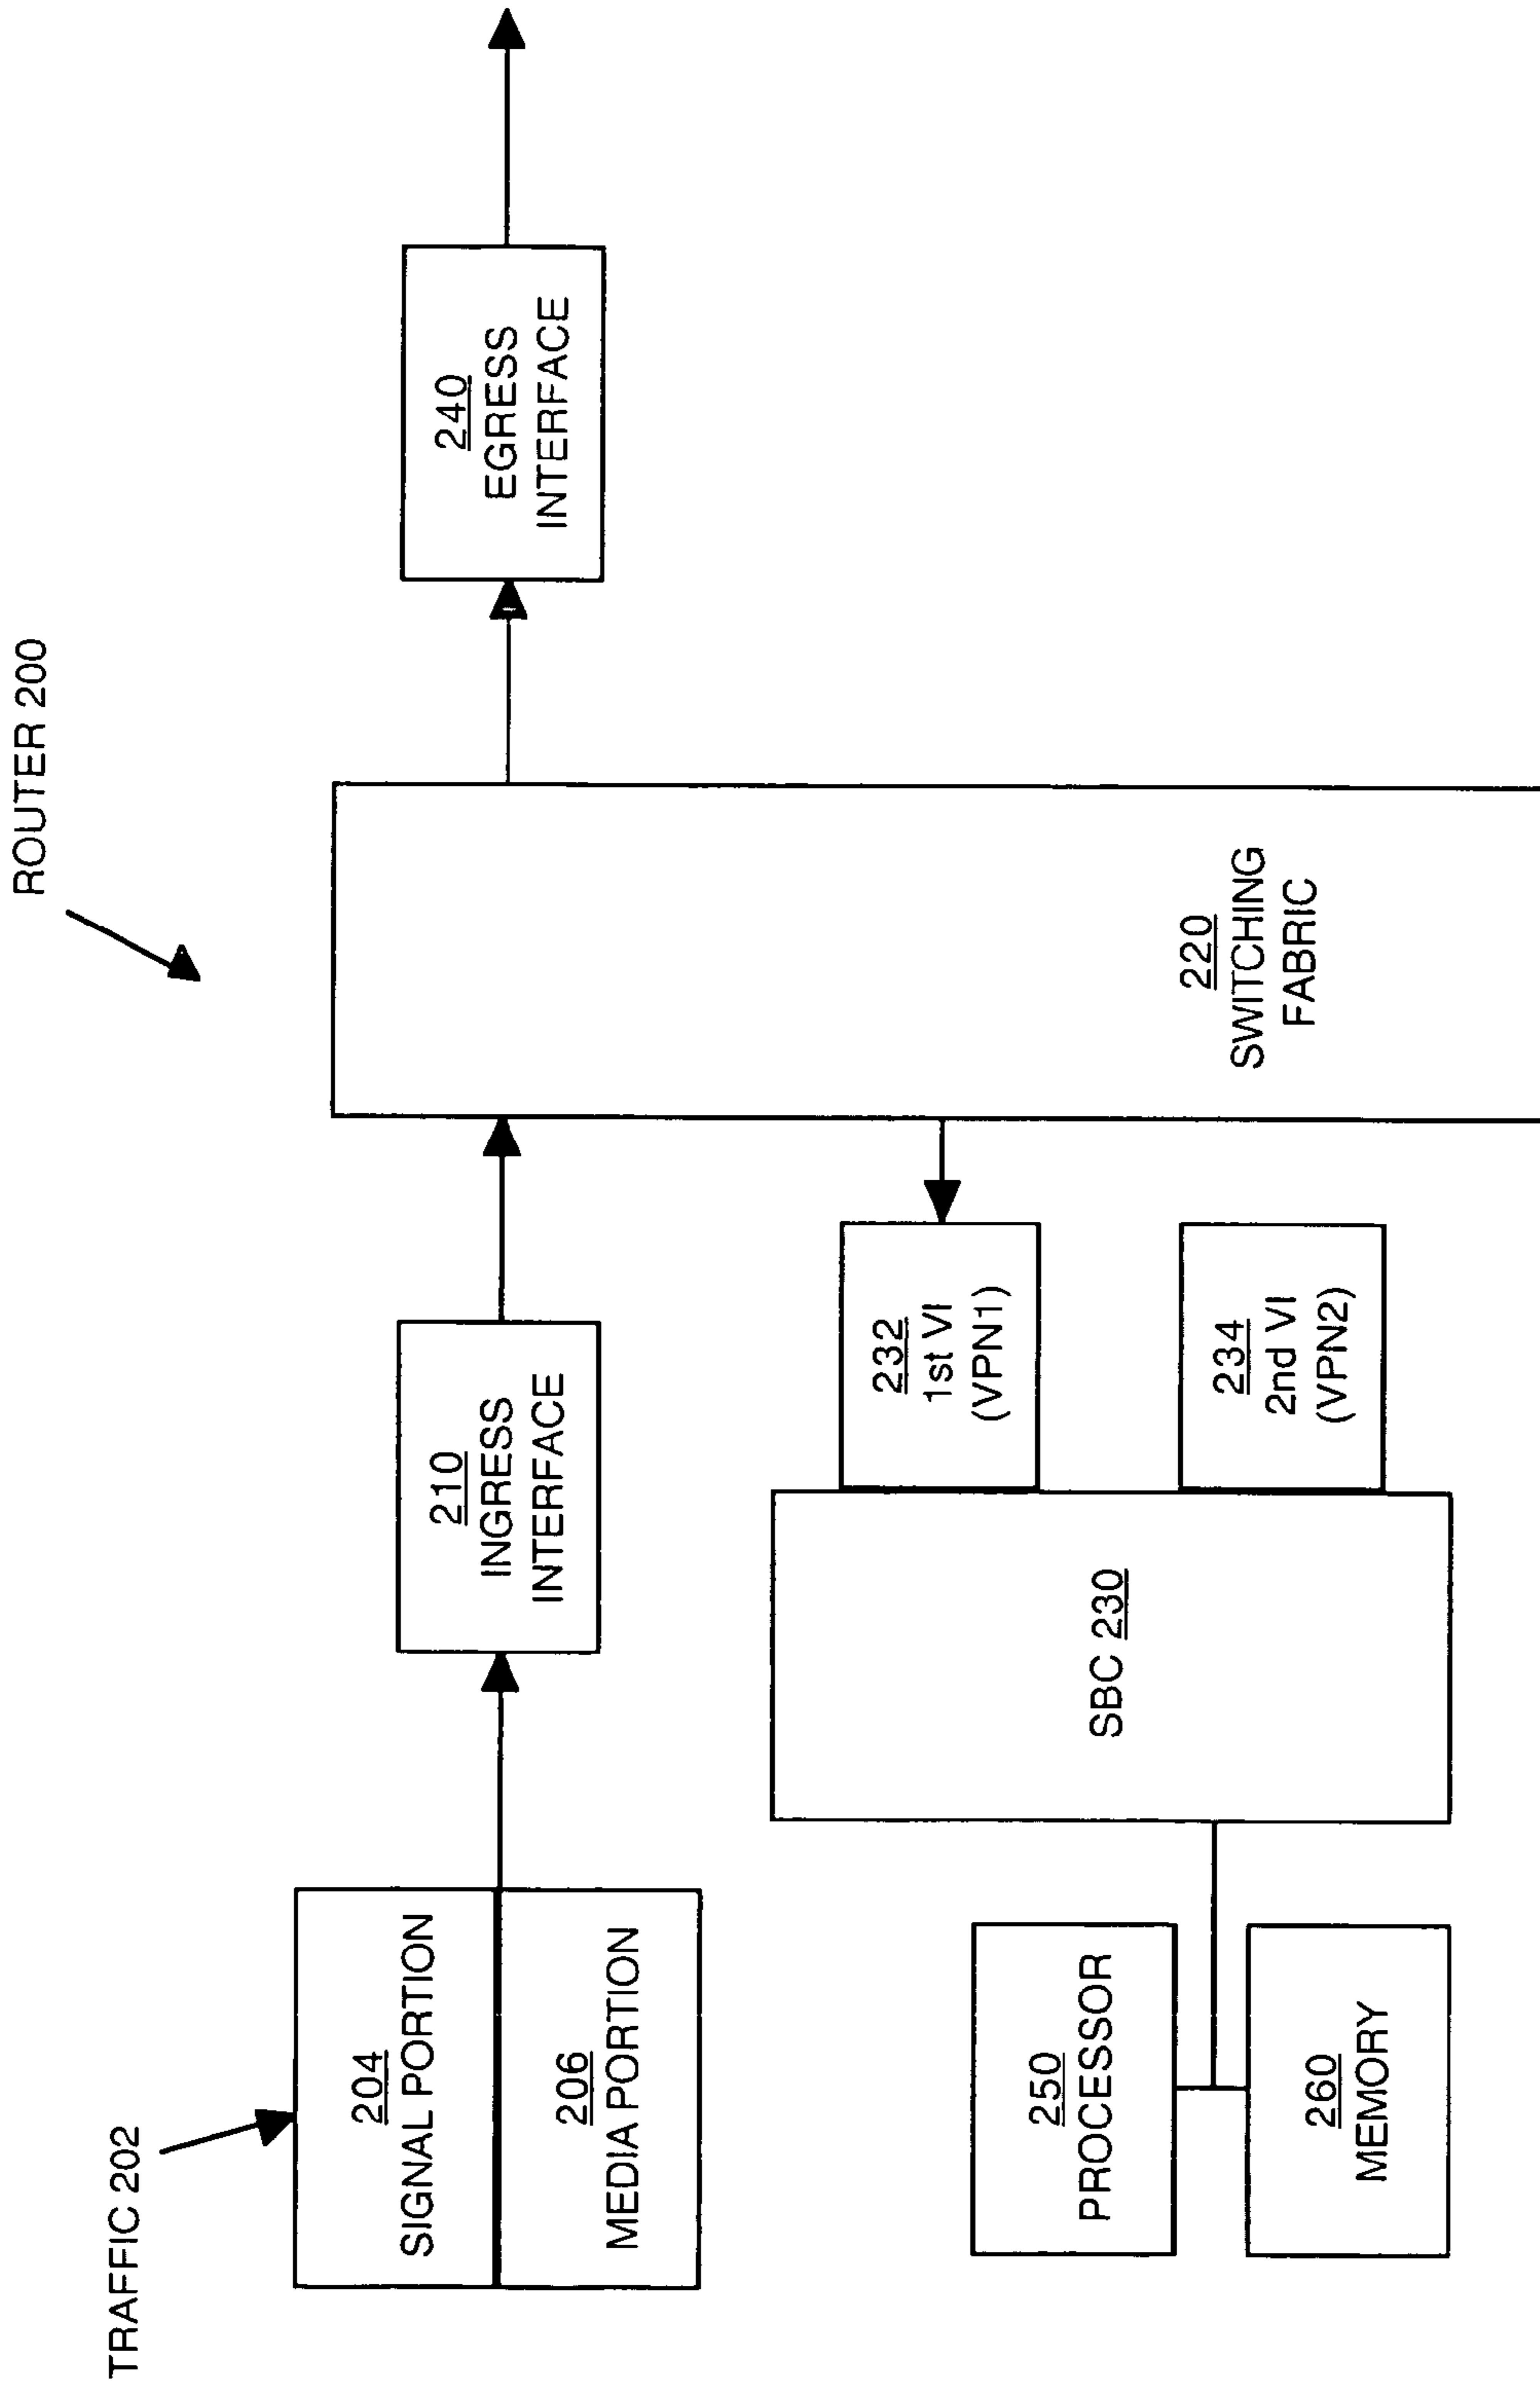 ROUTER 200
TRAFFIC 202
204
SIGNAL PORTION
206
MEDIA PORTION
210
INGRESS
INTERFACE
240
EGRESS
INTERFACE
220
SWITCHING
FABRIC
232
1st VI
(VPN1)
234
2nd VI
(VPN2)
SBC 230
250
PROCESSOR
260
MEMORY